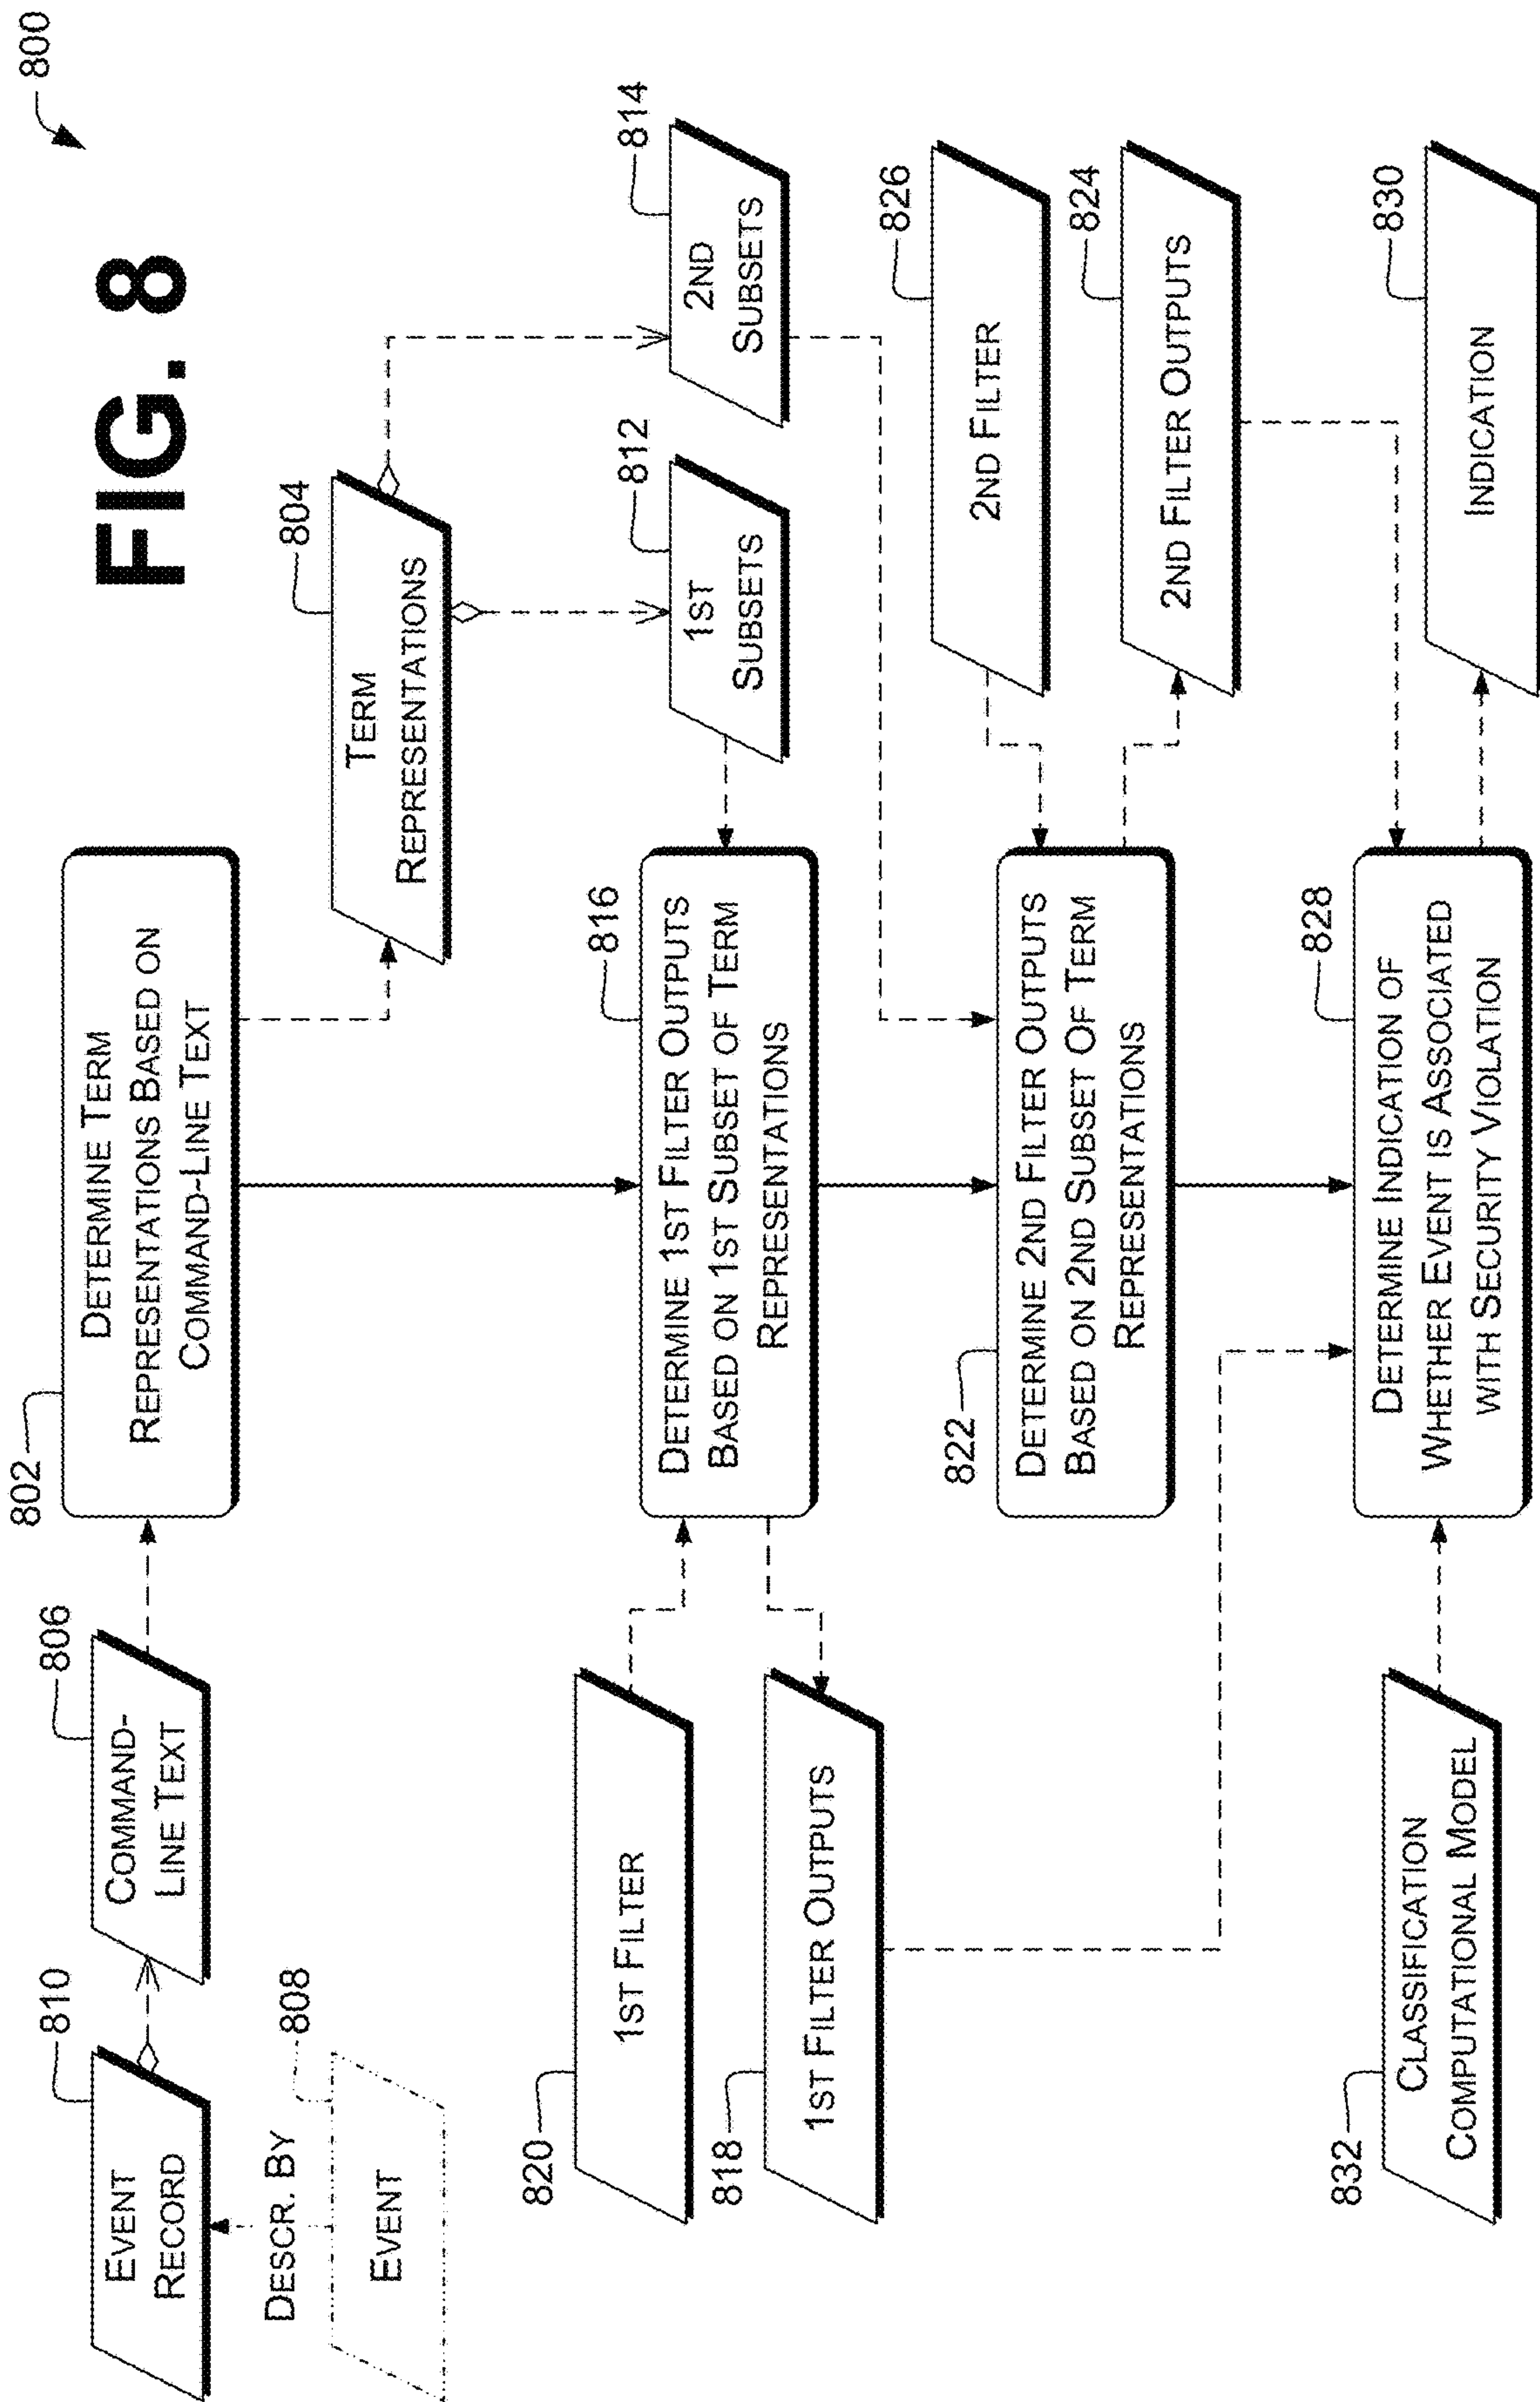 800
FIG. 8
802
DETERMINE TERM
REPRESENTATIONS BASED ON
COMMAND-LINE TEXT
806
COMMAND-
LINE TEXT
810
EVENT
RECORD
DESCR. BY
808
EVENT
804
TERM
REPRESENTATIONS
812
1ST
SUBSETS
814
2ND
SUBSETS
816
DETERMINE 1ST FILTER OUTPUTS
BASED ON 1ST SUBSET OF TERM
REPRESENTATIONS
820
1ST FILTER
818
1ST FILTER OUTPUTS
822
DETERMINE 2ND FILTER OUTPUTS
BASED ON 2ND SUBSET OF TERM
REPRESENTATIONS
826
2ND FILTER
824
2ND FILTER OUTPUTS
828
DETERMINE INDICATION OF
WHETHER EVENT IS ASSOCIATED
WITH SECURITY VIOLATION
832
CLASSIFICATION
COMPUTATIONAL MODEL
830
INDICATION